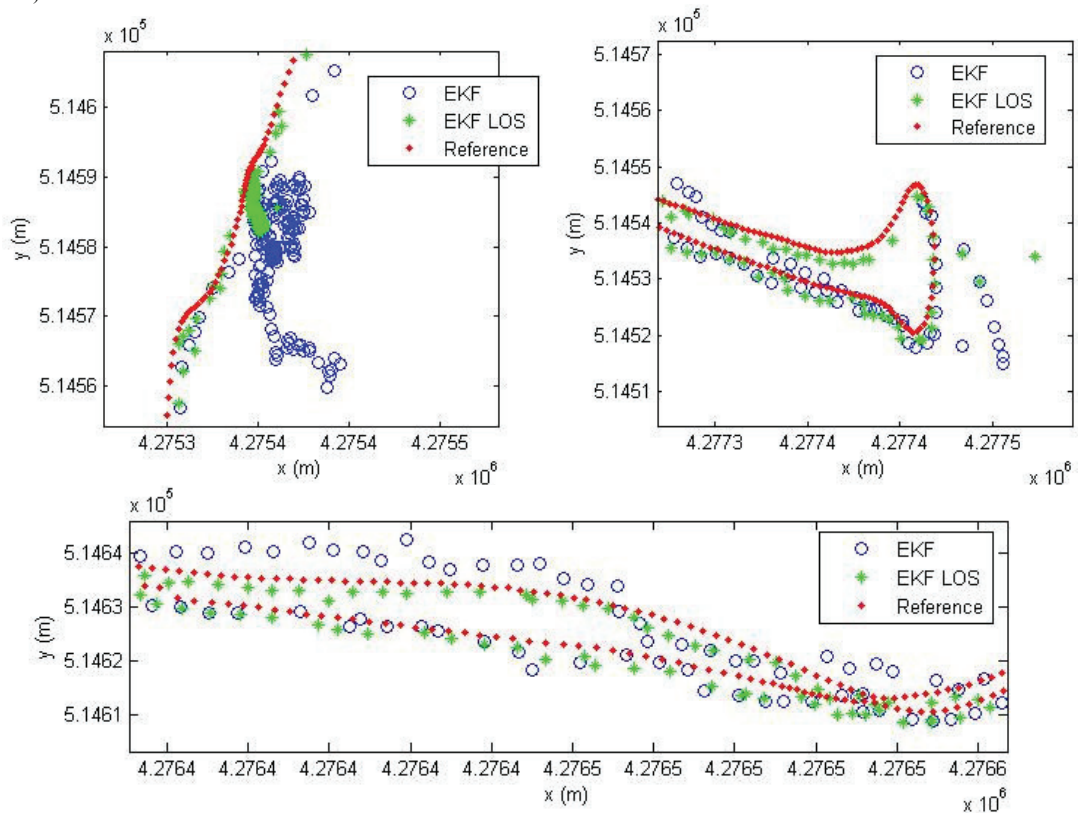 )
x 10^5
5.146
5.1459
5.1458
5.1457
5.1456
y (m)
EKF
EKF LOS
Reference
4.2753 4.2754 4.2754 4.2755
x (m)
x 10^6
x 10^5
5.1457
5.1456
5.1455
5.1454
5.1453
5.1452
5.1451
y (m)
EKF
EKF LOS
Reference
4.2773 4.2774 4.2774 4.2775
x (m)
x 10^6
x 10^5
5.1464
5.1463
5.1462
5.1461
y (m)
EKF
EKF LOS
Reference
4.2764 4.2764 4.2764 4.2764 4.2765 4.2765 4.2765 4.2765 4.2765 4.2765 4.2766
x (m)
x 10^6